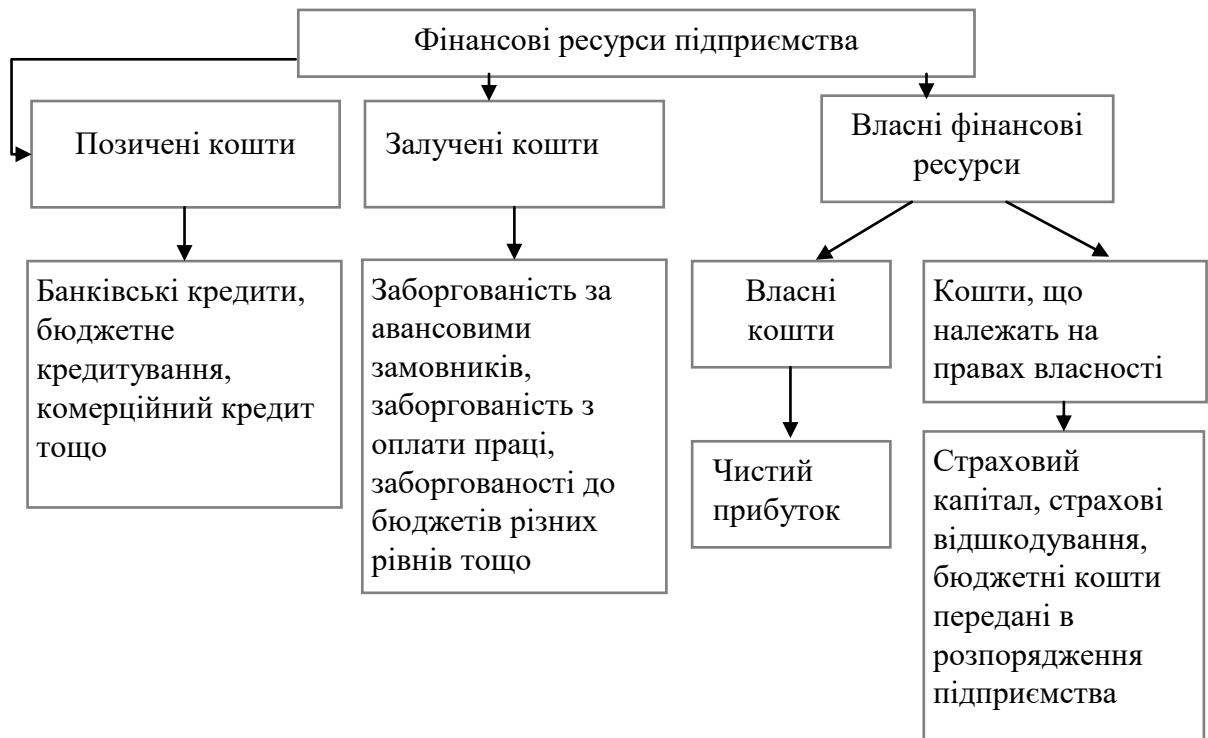 Фінансові ресурси підприємства
Позичені кошти
Залучені кошти
Власні фінансові
ресурси
Банківські кредити,
бюджетне
кредитування,
комерційний кредит
тощо
Заборгованість за
авансовими
замовників,
заборгованість з
оплати праці,
заборгованості до
бюджетів різних
рівнів тощо
Власні
кошти
Кошти, що
належать на
правах власності
Чистий
прибуток
Страховий
капітал, страхові
відшкодування,
бюджетні кошти
передані в
розпорядження
підприємства